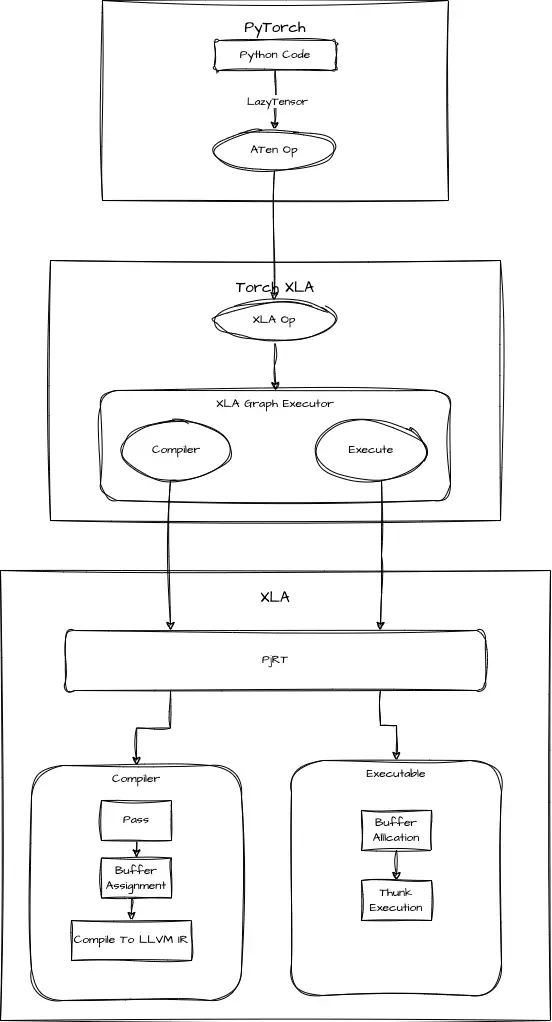 PyTorch
Python Code
LazyTensor
ATen Op
Torch XLA
XLA Op
XLA Graph Executor
Compiler
Execute
XLA
PjRT
Compiler
Executable
Pass
Buffer
Assignment
Compile To LLVM IR
Buffer
Alllcation
Thunk
Execution